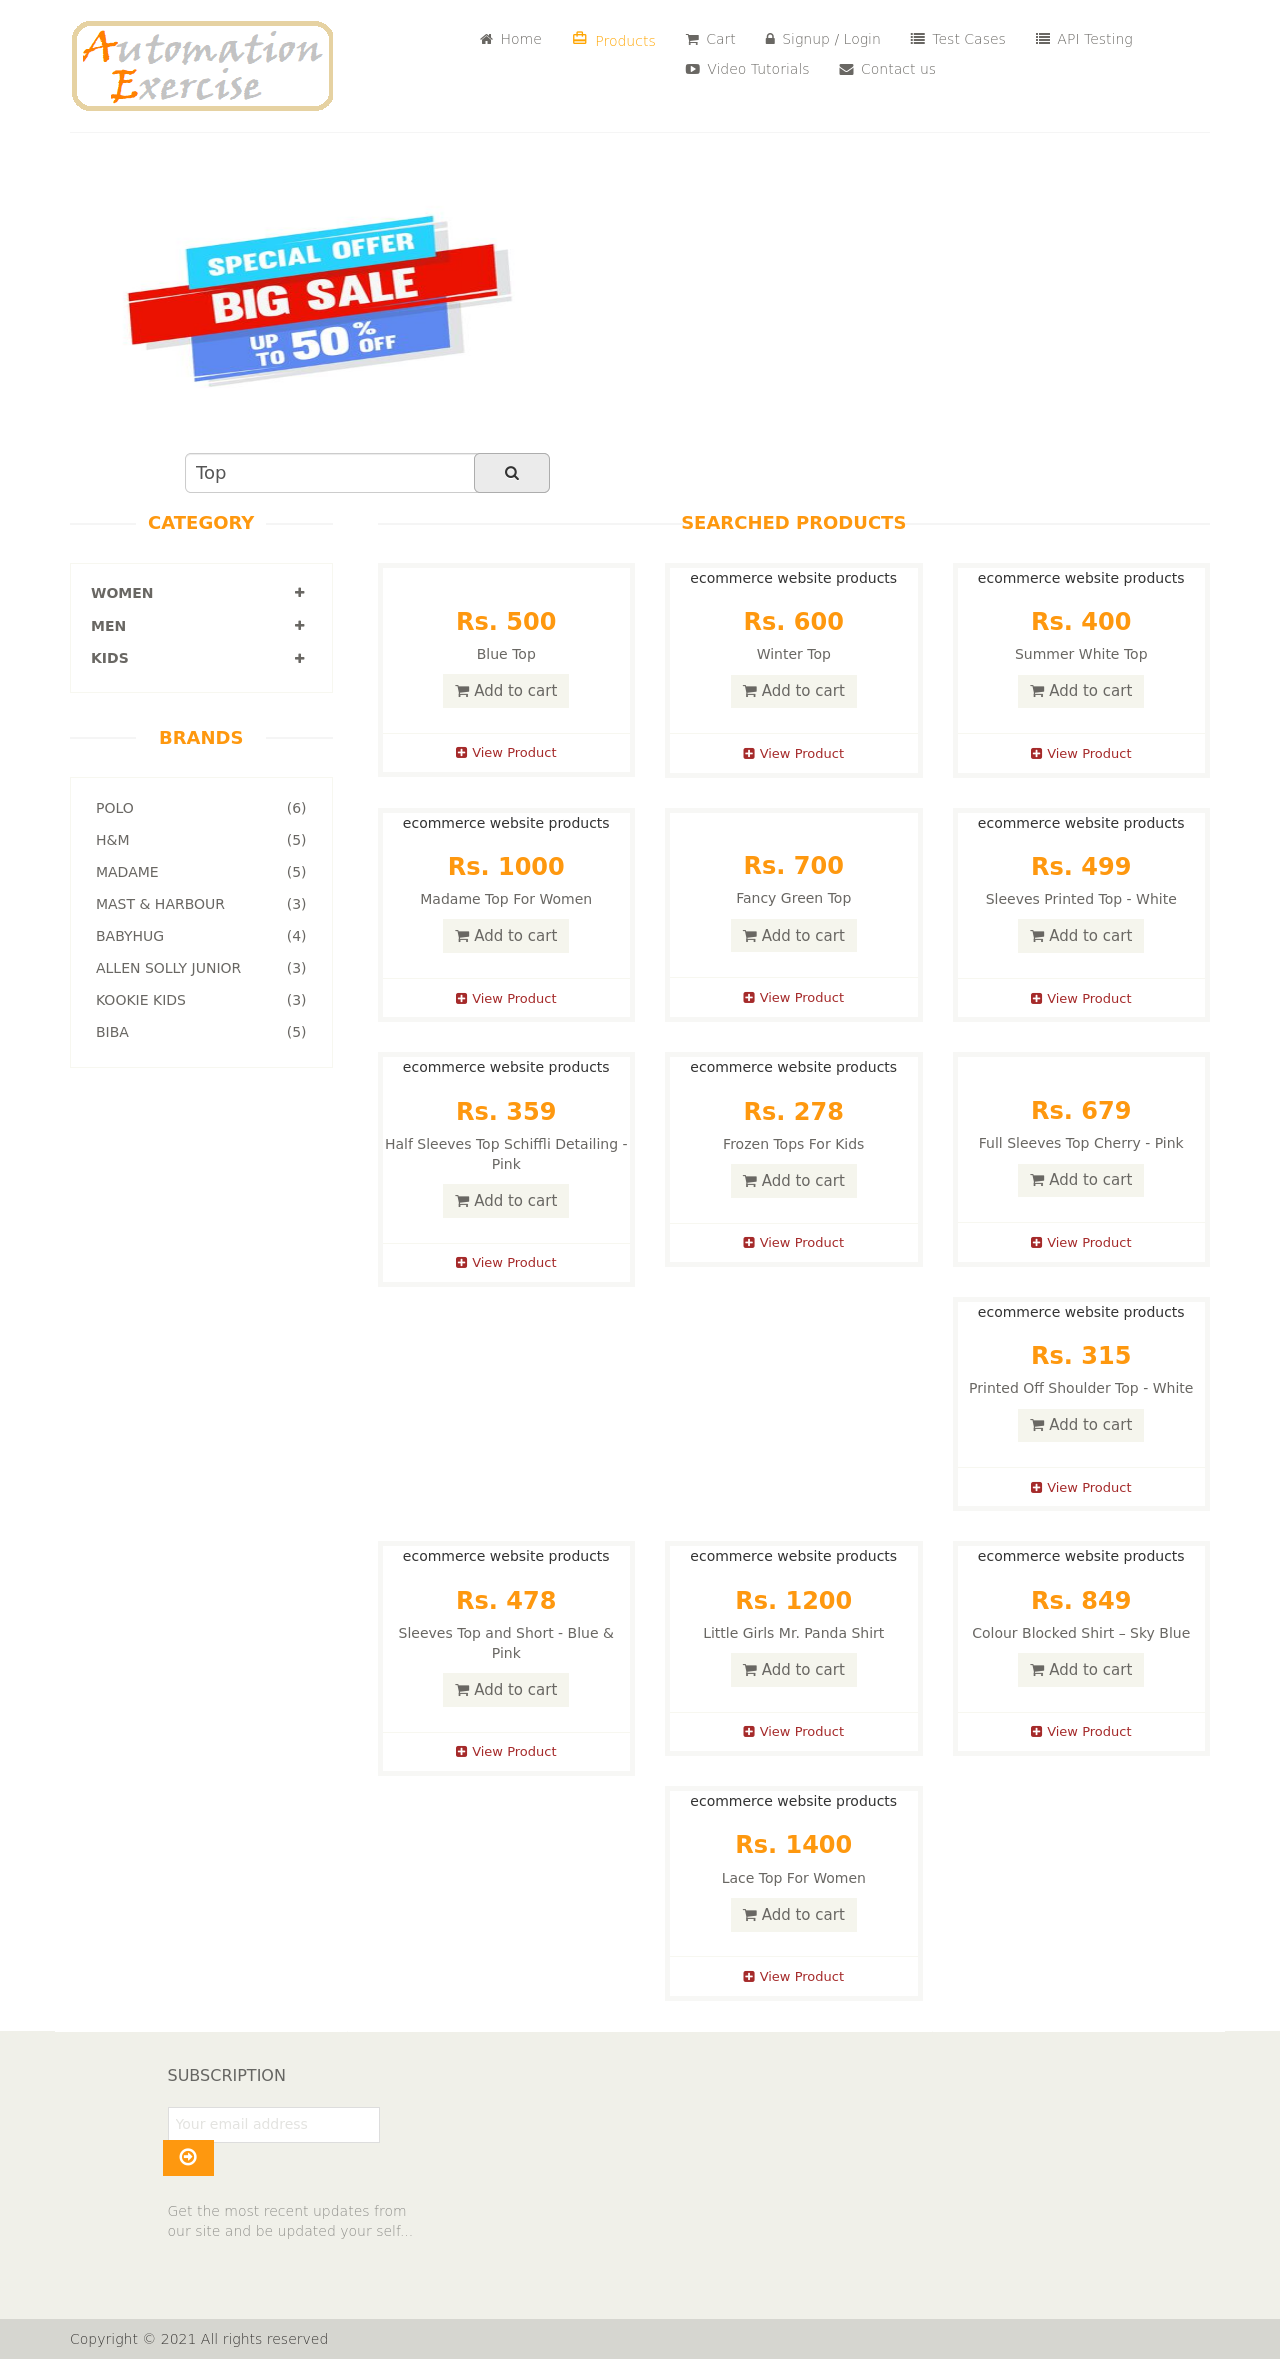 Automation
Exercise
Home
Products
Cart
Signup / Login
Test Cases
API Testing
Video Tutorials
Contact us
SPECIAL OFFER
BIG SALE
UP TO 50% OFF
Top
CATEGORY
WOMEN
MEN
KIDS
BRANDS
POLO (6)
H&M (5)
MADAME (5)
MAST & HARBOUR (3)
BABYHUG (4)
ALLEN SOLLY JUNIOR (3)
KOOKIE KIDS (3)
BIBA (5)
SEARCHED PRODUCTS
Rs. 500
Blue Top
Add to cart
View Product
ecommerce website products
Rs. 600
Winter Top
Add to cart
View Product
ecommerce website products
Rs. 400
Summer White Top
Add to cart
View Product
ecommerce website products
Rs. 1000
Madame Top For Women
Add to cart
View Product
Rs. 700
Fancy Green Top
Add to cart
View Product
ecommerce website products
Rs. 499
Sleeves Printed Top - White
Add to cart
View Product
ecommerce website products
Rs. 359
Half Sleeves Top Schiffli Detailing -
Pink
Add to cart
View Product
ecommerce website products
Rs. 278
Frozen Tops For Kids
Add to cart
View Product
Rs. 679
Full Sleeves Top Cherry - Pink
Add to cart
View Product
ecommerce website products
Rs. 315
Printed Off Shoulder Top - White
Add to cart
View Product
ecommerce website products
Rs. 478
Sleeves Top and Short - Blue &
Pink
Add to cart
View Product
ecommerce website products
Rs. 1200
Little Girls Mr. Panda Shirt
Add to cart
View Product
ecommerce website products
Rs. 849
Colour Blocked Shirt – Sky Blue
Add to cart
View Product
ecommerce website products
Rs. 1400
Lace Top For Women
Add to cart
View Product
SUBSCRIPTION
Your email address
Get the most recent updates from
our site and be updated your self...
Copyright © 2021 All rights reserved